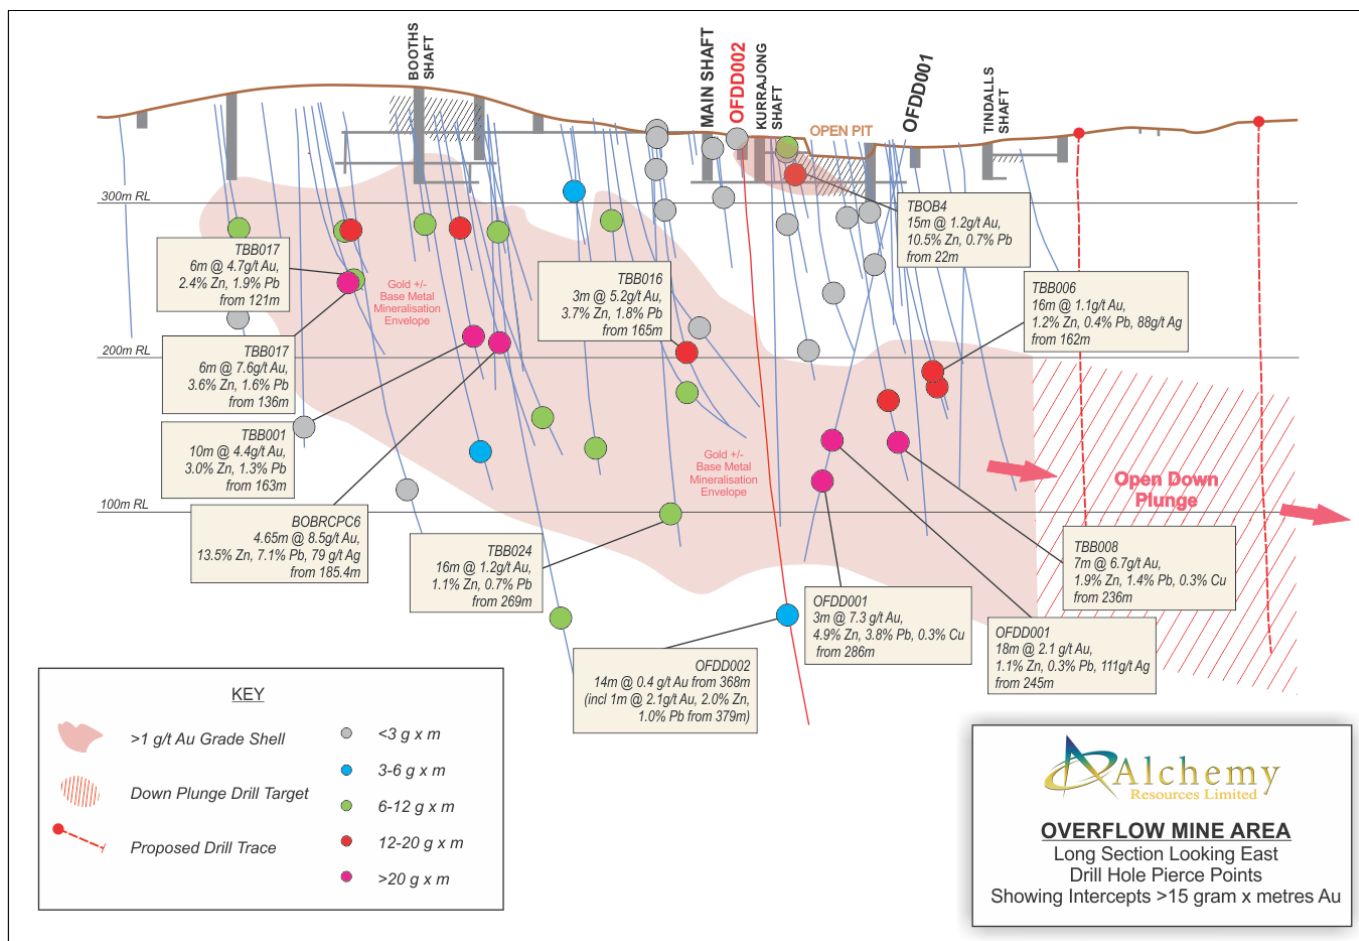 BOOTHS
SHAFT
MAIN SHAFT
OFDD002
KURRAJONG
SHAFT
OPEN PIT
OFDD001
TINDALLS
SHAFT
300m RL
200m RL
100m RL
TBB017
6m @ 4.7g/t Au,
2.4% Zn, 1.9% Pb
from 121m
TBB017
6m @ 7.6g/t Au,
3.6% Zn, 1.6% Pb
from 136m
TBB001
10m @ 4.4g/t Au,
3.0% Zn, 1.3% Pb
from 163m
BOBRCPC6
4.65m @ 8.5g/t Au,
13.5% Zn, 7.1% Pb, 79 g/t Ag
from 185.4m
Gold +/-
Base Metal
Mineralisation
Envelope
TBB016
3m @ 5.2g/t Au,
3.7% Zn, 1.8% Pb
from 165m
TBOB4
15m @ 1.2g/t Au,
10.5% Zn, 0.7% Pb
from 22m
TBB006
16m @ 1.1g/t Au,
1.2% Zn, 0.4% Pb, 88g/t Ag
from 162m
Gold +/-
Base Metal
Mineralisation
Envelope
Open Down
Plunge
TBB024
16m @ 1.2g/t Au,
1.1% Zn, 0.7% Pb
from 269m
TBB008
7m @ 6.7g/t Au,
1.9% Zn, 1.4% Pb, 0.3% Cu
from 236m
OFDD001
3m @ 7.3 g/t Au,
4.9% Zn, 3.8% Pb, 0.3% Cu
from 286m
OFDD001
18m @ 2.1 g/t Au,
1.1% Zn, 0.3% Pb, 111g/t Ag
from 245m
OFDD002
14m @ 0.4 g/t Au from 368m
(incl 1m @ 2.1g/t Au, 2.0% Zn,
1.0% Pb from 379m)
KEY
>1 g/t Au Grade Shell
Down Plunge Drill Target
Proposed Drill Trace
<3 g x m
3-6 g x m
6-12 g x m
12-20 g x m
>20 g x m
Alchemy
Resources Limited
OVERFLOW MINE AREA
Long Section Looking East
Drill Hole Pierce Points
Showing Intercepts >15 gram x metres Au